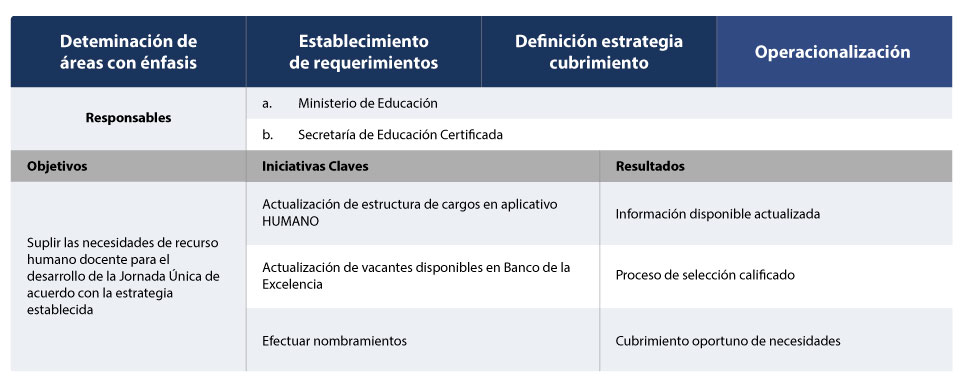 Deteminación de
áreas con énfasis
Establecimiento
de requerimientos
Definición estrategia
cubrimiento
Operacionalización
Responsables
a. Ministerio de Educación
b. Secretaría de Educación Certificada
Objetivos
Iniciativas Claves
Resultados
Suplir las necesidades de recurso
humano docente para el
desarrollo de la Jornada Única de
acuerdo con la estrategia
establecida
Actualización de estructura de cargos en aplicativo
HUMANO
Información disponible actualizada
Actualización de vacantes disponibles en Banco de la
Excelencia
Proceso de selección calificado
Efectuar nombramientos
Cubrimiento oportuno de necesidades